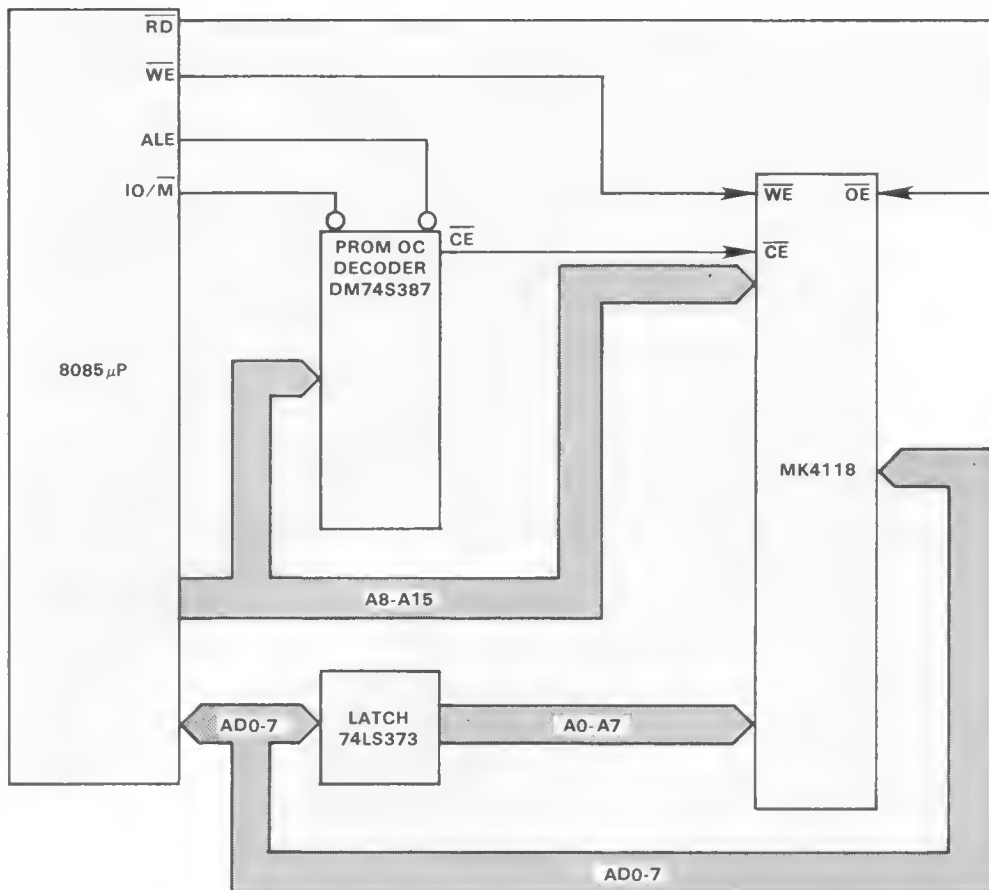 RD
WE
ALE
IO/M
8085μP
PROM OC
DECODER
DM74S387
CE
WE
OE
CE
MK4118
A8-A15
AD0-7
LATCH
74LS373
A0-A7
AD0-7